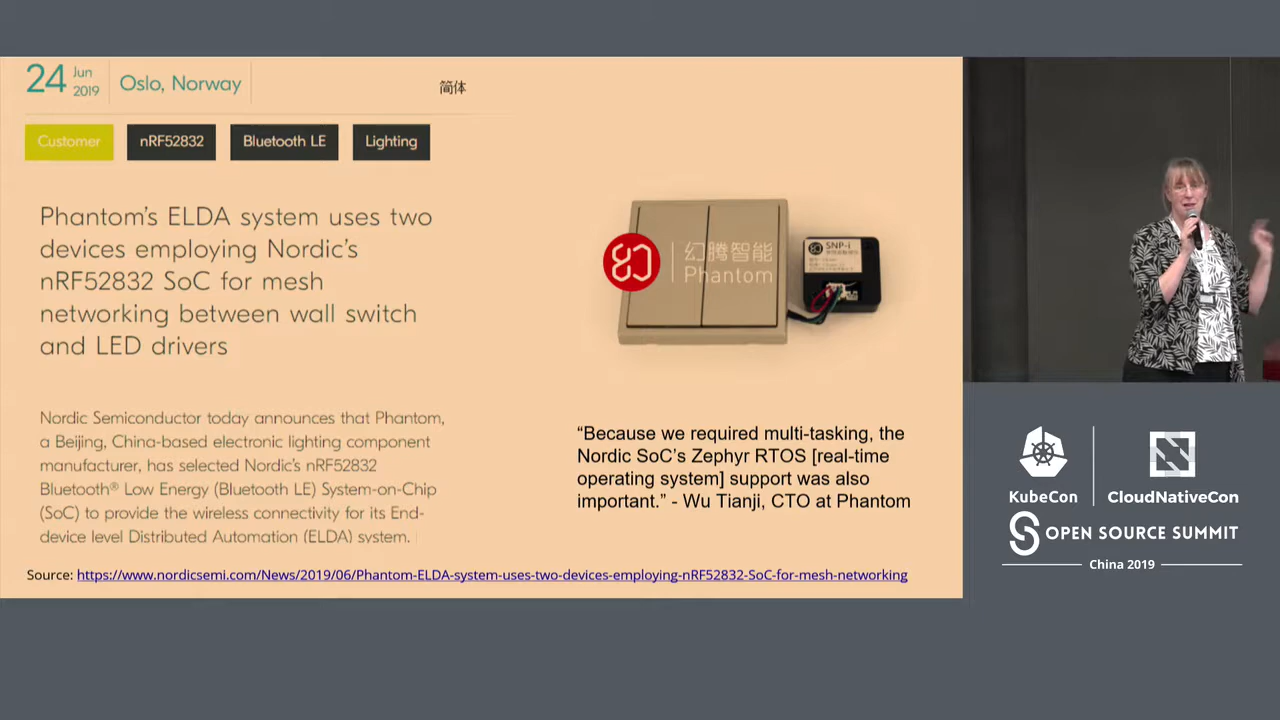 24 Jun 2019
Oslo, Norway
简体
Customer
nRF52832
Bluetooth LE
Lighting
Phantom's ELDA system uses two
devices employing Nordic's
nRF52832 SoC for mesh
networking between wall switch
and LED drivers
幻腾智能
Phantom
SNP-i
Nordic Semiconductor today announces that Phantom,
a Beijing, China-based electronic lighting component
manufacturer, has selected Nordic's nRF52832
Bluetooth® Low Energy (Bluetooth LE) System-on-Chip
(SoC) to provide the wireless connectivity for its End-
device level Distributed Automation (ELDA) system.
“Because we required multi-tasking, the
Nordic SoC’s Zephyr RTOS [real-time
operating system] support was also
important.” - Wu Tianji, CTO at Phantom
Source: https://www.nordicsemi.com/News/2019/06/Phantom-ELDA-system-uses-two-devices-employing-nRF52832-SoC-for-mesh-networking
KubeCon
CloudNativeCon
OPEN SOURCE SUMMIT
China 2019